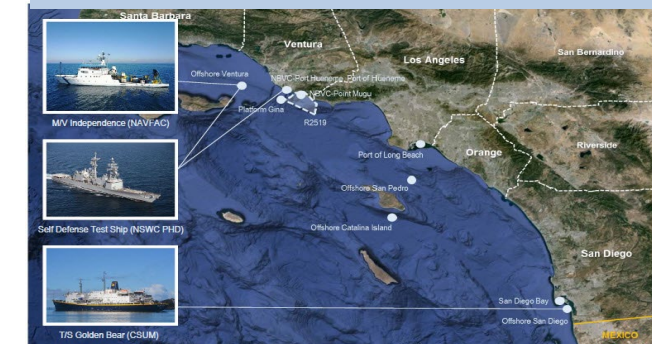 Santa Barbara
Ventura
Los Angeles
San Bernardino
Offshore Ventura
NBVC-Port Hueneme, Port of Hueneme
NBVC-Point Mugu
Platform Gina
R2519
M/V Independence (NAVFAC)
Port of Long Beach
Orange
Riverside
Offshore San Pedro
Self Defense Test Ship (NSWC PHD)
Offshore Catalina Island
San Diego
San Diego Bay
Offshore San Diego
T/S Golden Bear (CSUM)
MEXICO